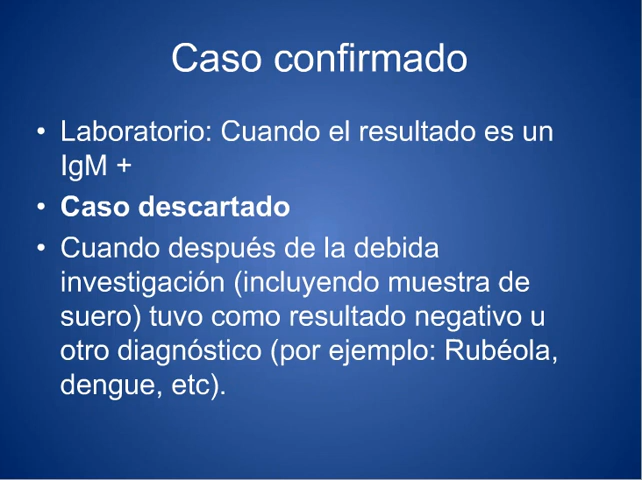 Caso confirmado
• Laboratorio: Cuando el resultado es un
IgM +
• Caso descartado
• Cuando después de la debida
investigación (incluyendo muestra de
suero) tuvo como resultado negativo u
otro diagnóstico (por ejemplo: Rubéola,
dengue, etc).